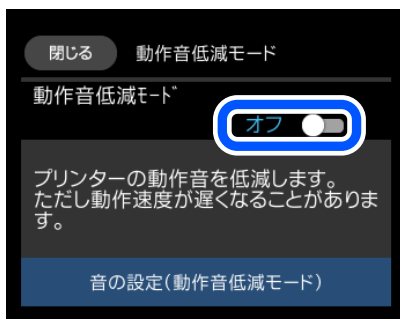 閉じる 動作音低減モード
動作音低減ﾓｰﾄﾞ
オフ
プリンターの動作音を低減します。
ただし動作速度が遅くなることがありま
す。
音の設定(動作音低減モード)